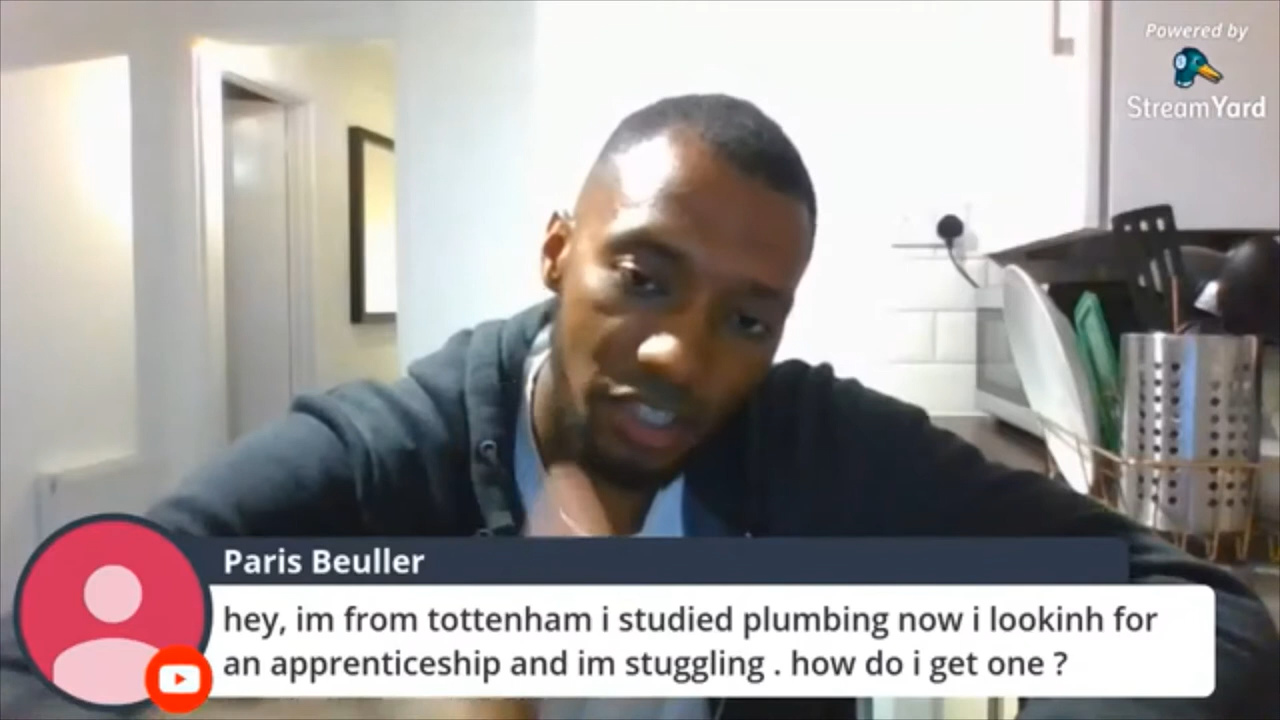 Powered by
StreamYard
Paris Beuller
hey, im from tottenham i studied plumbing now i lookinh for
an apprenticeship and im stuggling . how do i get one ?